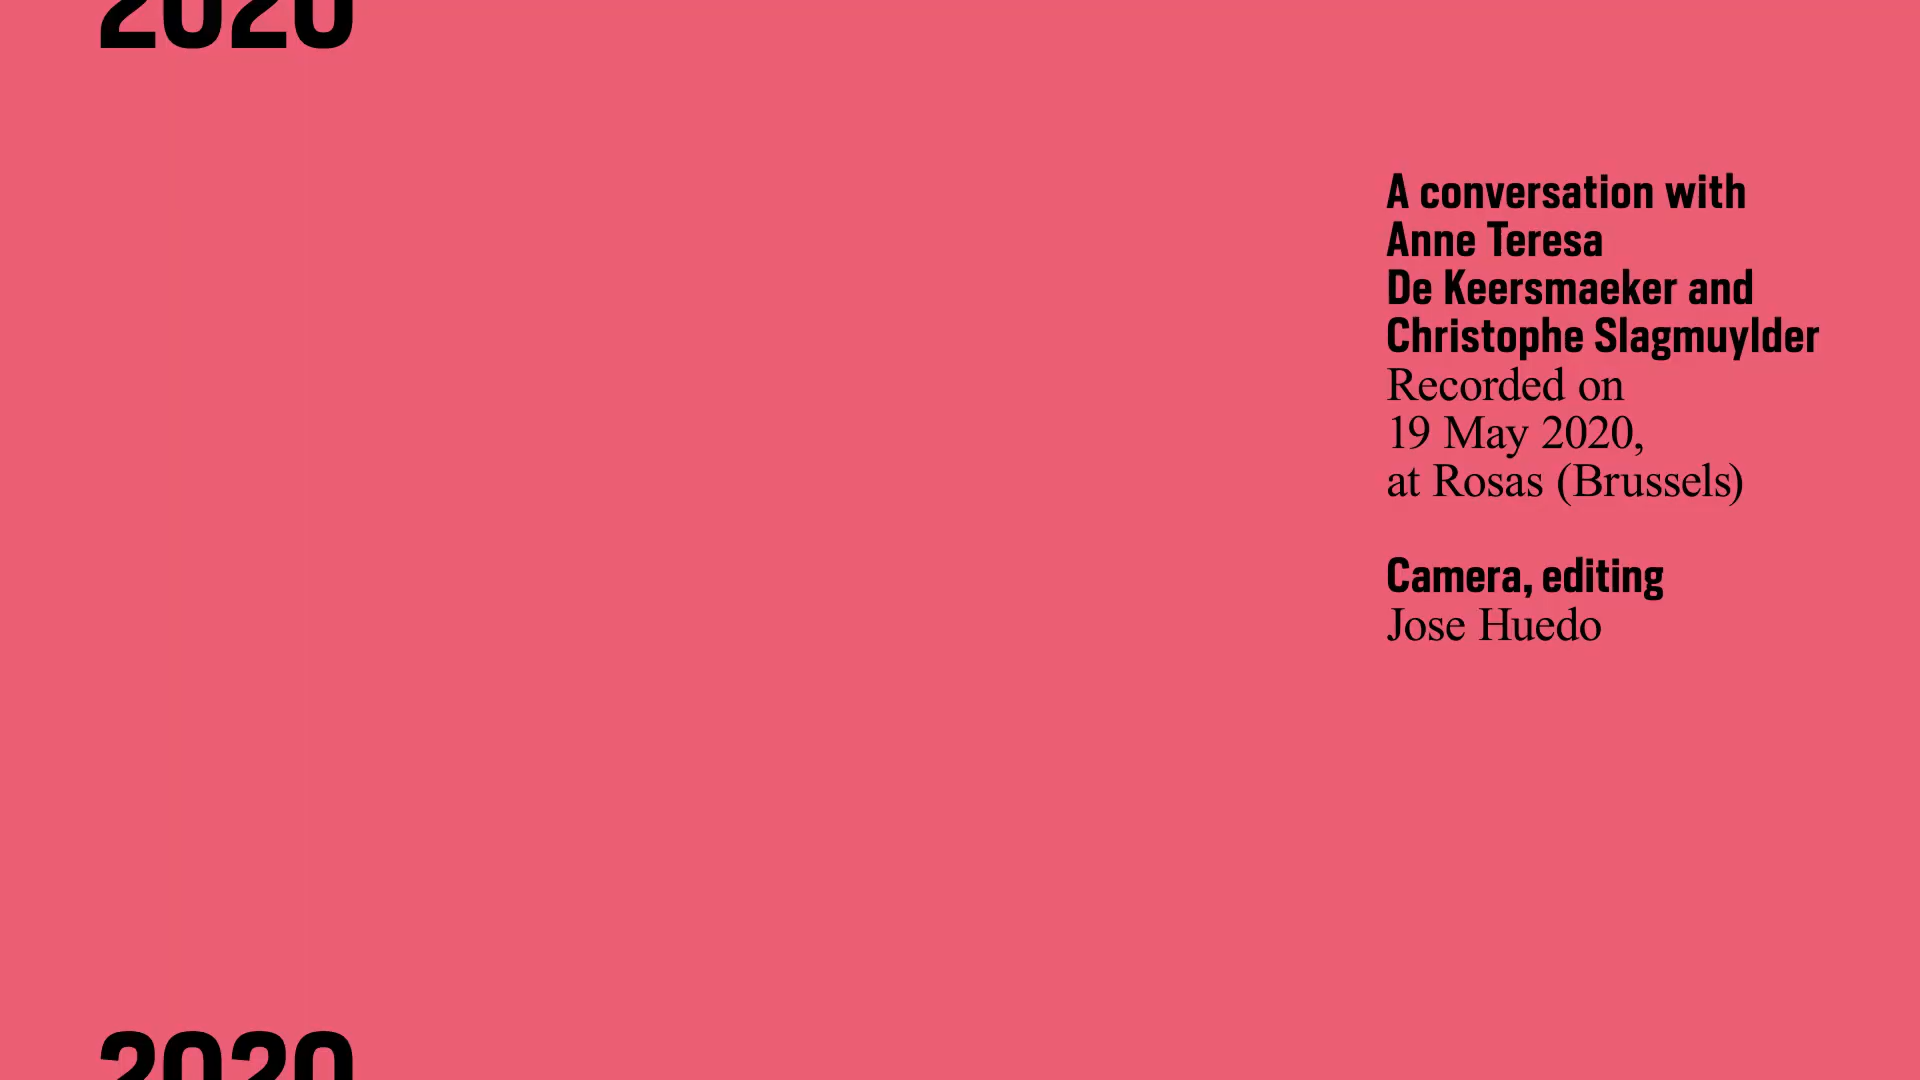 2020
A conversation with
Anne Teresa
De Keersmaeker and
Christophe Slagmuylder
Recorded on
19 May 2020,
at Rosas (Brussels)
Camera, editing
Jose Huedo
2020